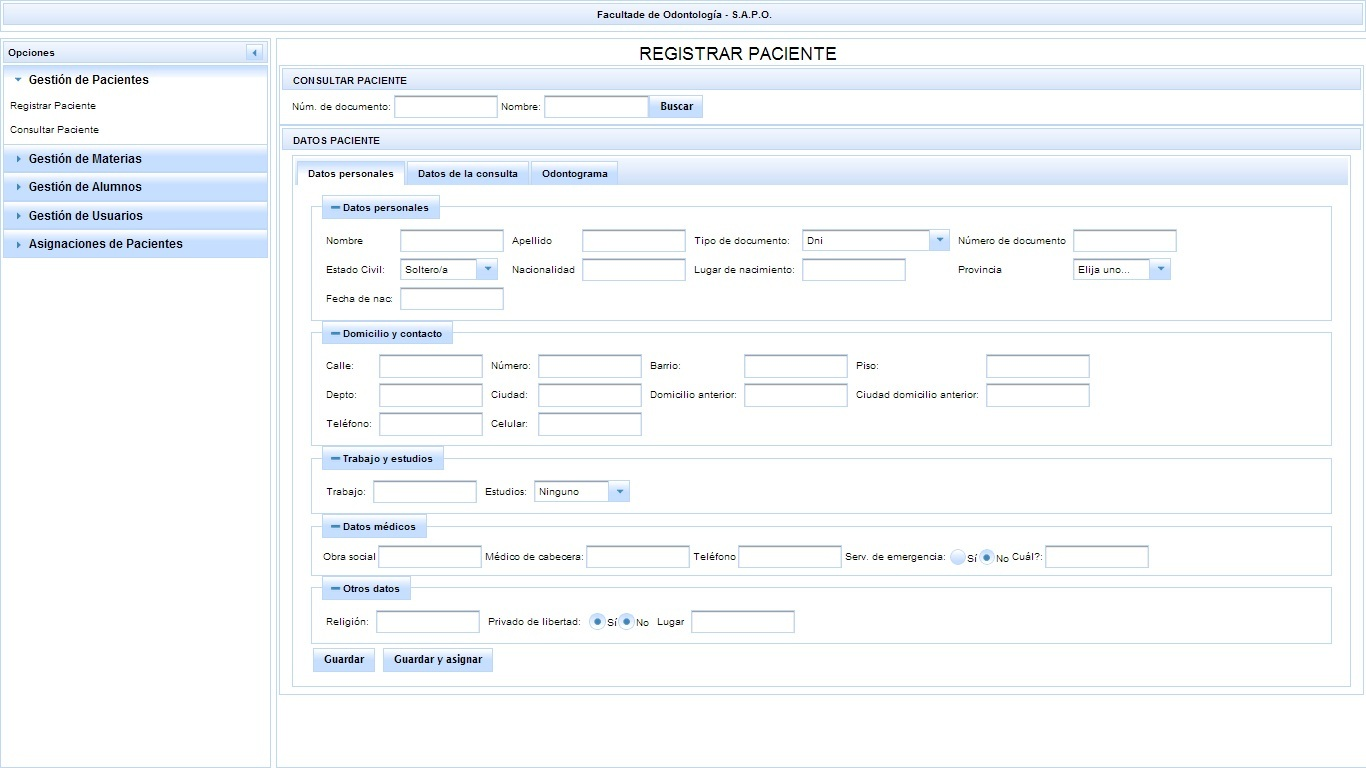 Facultade de Odontología - S.A.P.O.
Opciones
Gestión de Pacientes
Registrar Paciente
Consultar Paciente
Gestión de Materias
Gestión de Alumnos
Gestión de Usuarios
Asignaciones de Pacientes
REGISTRAR PACIENTE
CONSULTAR PACIENTE
Núm. de documento: Nombre: Buscar
DATOS PACIENTE
Datos personales Datos de la consulta Odontograma
Datos personales
Nombre Apellido Tipo de documento: Dni Número de documento
Estado Civil: Soltero/a Nacionalidad Lugar de nacimiento: Provincia Elija uno...
Fecha de nac:
Domicilio y contacto
Calle: Número: Barrio: Piso:
Depto: Ciudad: Domicilio anterior: Ciudad domicilio anterior:
Teléfono: Celular:
Trabajo y estudios
Trabajo: Estudios: Ninguno
Datos médicos
Obra social Médico de cabecera: Teléfono Serv. de emergencia: Sí No Cuál?:
Otros datos
Religión: Privado de libertad: Sí No Lugar
Guardar Guardar y asignar